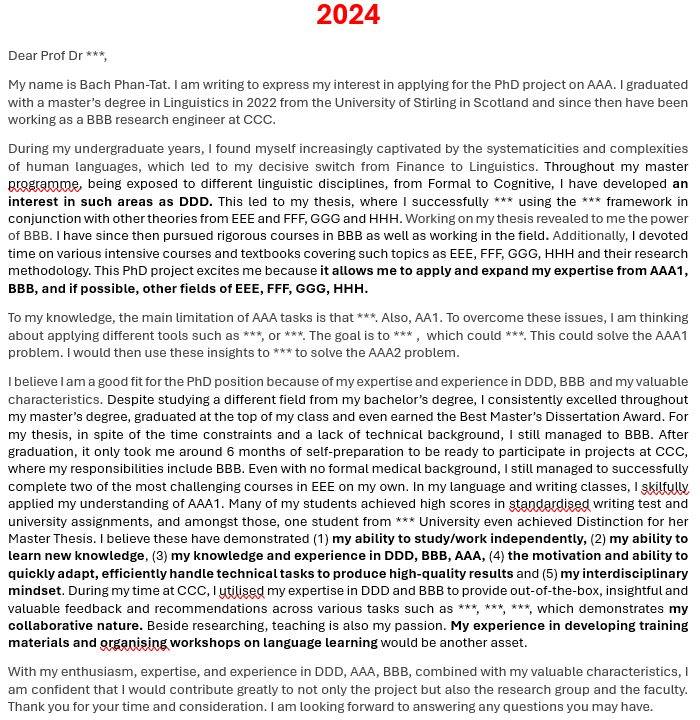 2024
Dear Prof Dr ***,
My name is Bach Phan-Tat. I am writing to express my interest in applying for the PhD project on AAA. I graduated
with a master’s degree in Linguistics in 2022 from the University of Stirling in Scotland and since then have been
working as a BBB research engineer at CCC.
During my undergraduate years, I found myself increasingly captivated by the systematicities and complexities
of human languages, which led to my decisive switch from Finance to Linguistics. Throughout my master
programme, being exposed to different linguistic disciplines, from Formal to Cognitive, I have developed an
interest in such areas as DDD. This led to my thesis, where I successfully *** using the *** framework in
conjunction with other theories from EEE and FFF, GGG and HHH. Working on my thesis revealed to me the power
of BBB. I have since then pursued rigorous courses in BBB as well as working in the field. Additionally, I devoted
time on various intensive courses and textbooks covering such topics as EEE, FFF, GGG, HHH and their research
methodology. This PhD project excites me because it allows me to apply and expand my expertise from AAA1,
BBB, and if possible, other fields of EEE, FFF, GGG, HHH.
To my knowledge, the main limitation of AAA tasks is that ***. Also, AA1. To overcome these issues, I am thinking
about applying different tools such as ***, or ***. The goal is to *** , which could ***. This could solve the AAA1
problem. I would then use these insights to *** to solve the AAA2 problem.
I believe I am a good fit for the PhD position because of my expertise and experience in DDD, BBB and my valuable
characteristics. Despite studying a different field from my bachelor’s degree, I consistently excelled throughout
my master’s degree, graduated at the top of my class and even earned the Best Master’s Dissertation Award. For
my thesis, in spite of the time constraints and a lack of technical background, I still managed to BBB. After
graduation, it only took me around 6 months of self-preparation to be ready to participate in projects at CCC,
where my responsibilities include BBB. Even with no formal medical background, I still managed to successfully
complete two of the most challenging courses in EEE on my own. In my language and writing classes, I skilfully
applied my understanding of AAA1. Many of my students achieved high scores in standardised writing test and
university assignments, and amongst those, one student from *** University even achieved Distinction for her
Master Thesis. I believe these have demonstrated (1) my ability to study/work independently, (2) my ability to
learn new knowledge, (3) my knowledge and experience in DDD, BBB, AAA, (4) the motivation and ability to
quickly adapt, efficiently handle technical tasks to produce high-quality results and (5) my interdisciplinary
mindset. During my time at CCC, I utilised my expertise in DDD and BBB to provide out-of-the-box, insightful and
valuable feedback and recommendations across various tasks such as ***, ***, ***, which demonstrates my
collaborative nature. Beside researching, teaching is also my passion. My experience in developing training
materials and organising workshops on language learning would be another asset.
With my enthusiasm, expertise, and experience in DDD, AAA, BBB, combined with my valuable characteristics, I
am confident that I would contribute greatly to not only the project but also the research group and the faculty.
Thank you for your time and consideration. I am looking forward to answering any questions you may have.